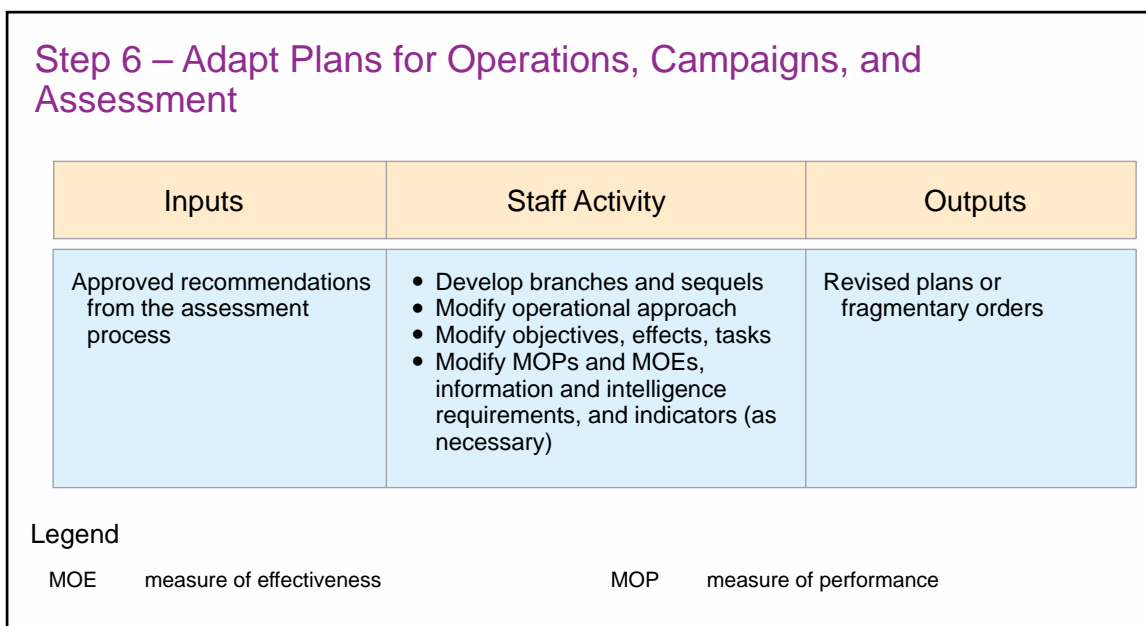 Step 6 – Adapt Plans for Operations, Campaigns, and
Assessment
Inputs
Staff Activity
Outputs
Approved recommendations
from the assessment
process
• Develop branches and sequels
• Modify operational approach
• Modify objectives, effects, tasks
• Modify MOPs and MOEs,
information and intelligence
requirements, and indicators (as
necessary)
Revised plans or
fragmentary orders
Legend
MOE measure of effectiveness
MOP measure of performance